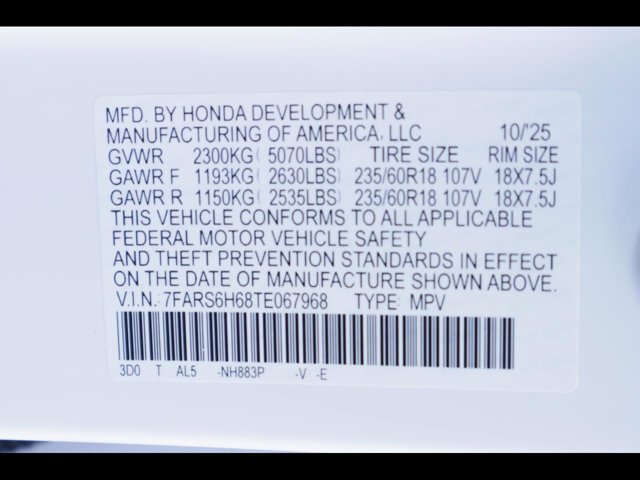 MFD. BY HONDA DEVELOPMENT &
MANUFACTURING OF AMERICA, LLC 10/'25
GVWR 2300KG( 5070LBS) TIRE SIZE RIM SIZE
GAWR F 1193KG( 2630LBS) 235/60R18 107V 18X7.5J
GAWR R 1150KG( 2535LBS) 235/60R18 107V 18X7.5J
THIS VEHICLE CONFORMS TO ALL APPLICABLE
FEDERAL MOTOR VEHICLE SAFETY
AND THEFT PREVENTION STANDARDS IN EFFECT
ON THE DATE OF MANUFACTURE SHOWN ABOVE.
V.I.N.:7FARS6H68TE067968 TYPE: MPV
3D0 T AL5 -NH883P -V -E